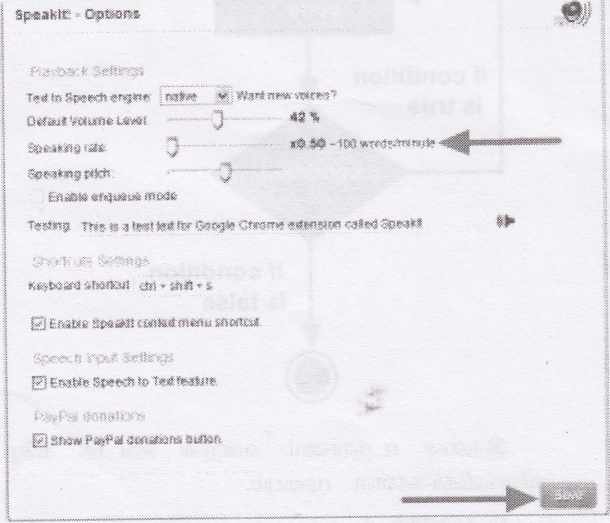 SpeakIt! - Options
Playback Settings
Text to Speech engine: native Want new voices?
Default Volume Level: 42 %
Speaking rate: x0.50 ~100 words/minute
Speaking pitch:
Enable enqueue mode
Testing: This is a test text for Google Chrome extension called SpeakIt
Shortcuts Settings
Keyboard shortcut ctrl + shift + s
Enable SpeakIt! context menu shortcut
Speech input Settings
Enable Speech to Text feature.
PayPal donations
Show PayPal donations button
Save
if condition
is true
if condition
is false